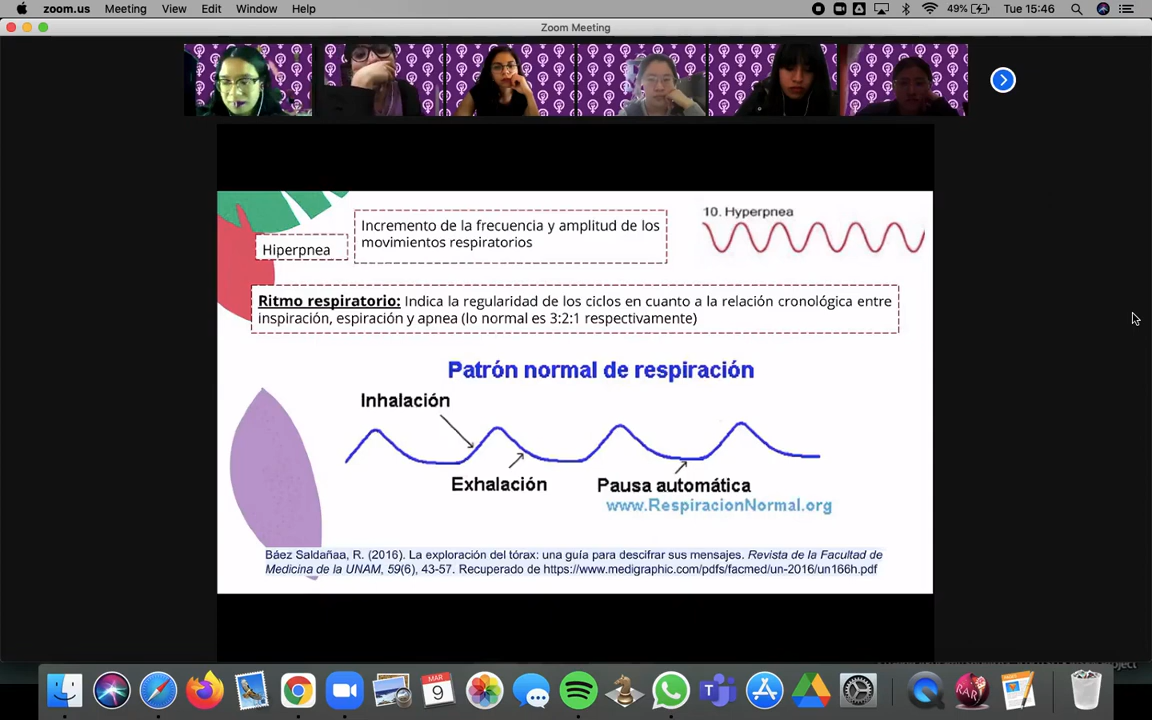 zoom.us Meeting View Edit Window Help 49% Tue 15:46
Zoom Meeting
Hiperpnea
Incremento de la frecuencia y amplitud de los
movimientos respiratorios
10. Hyperpnea
Ritmo respiratorio: Indica la regularidad de los ciclos en cuanto a la relación cronológica entre
inspiración, espiración y apnea (lo normal es 3:2:1 respectivamente)
Patrón normal de respiración
Inhalación
Exhalación
Pausa automática
www.RespiracionNormal.org
Báez Saldañaa, R. (2016). La exploración del tórax: una guía para descifrar sus mensajes. Revista de la Facultad de
Medicina de la UNAM, 59(6), 43-57. Recuperado de https://www.medigraphic.com/pdfs/facmed/un-2016/un166h.pdf
MAR
9
RAR